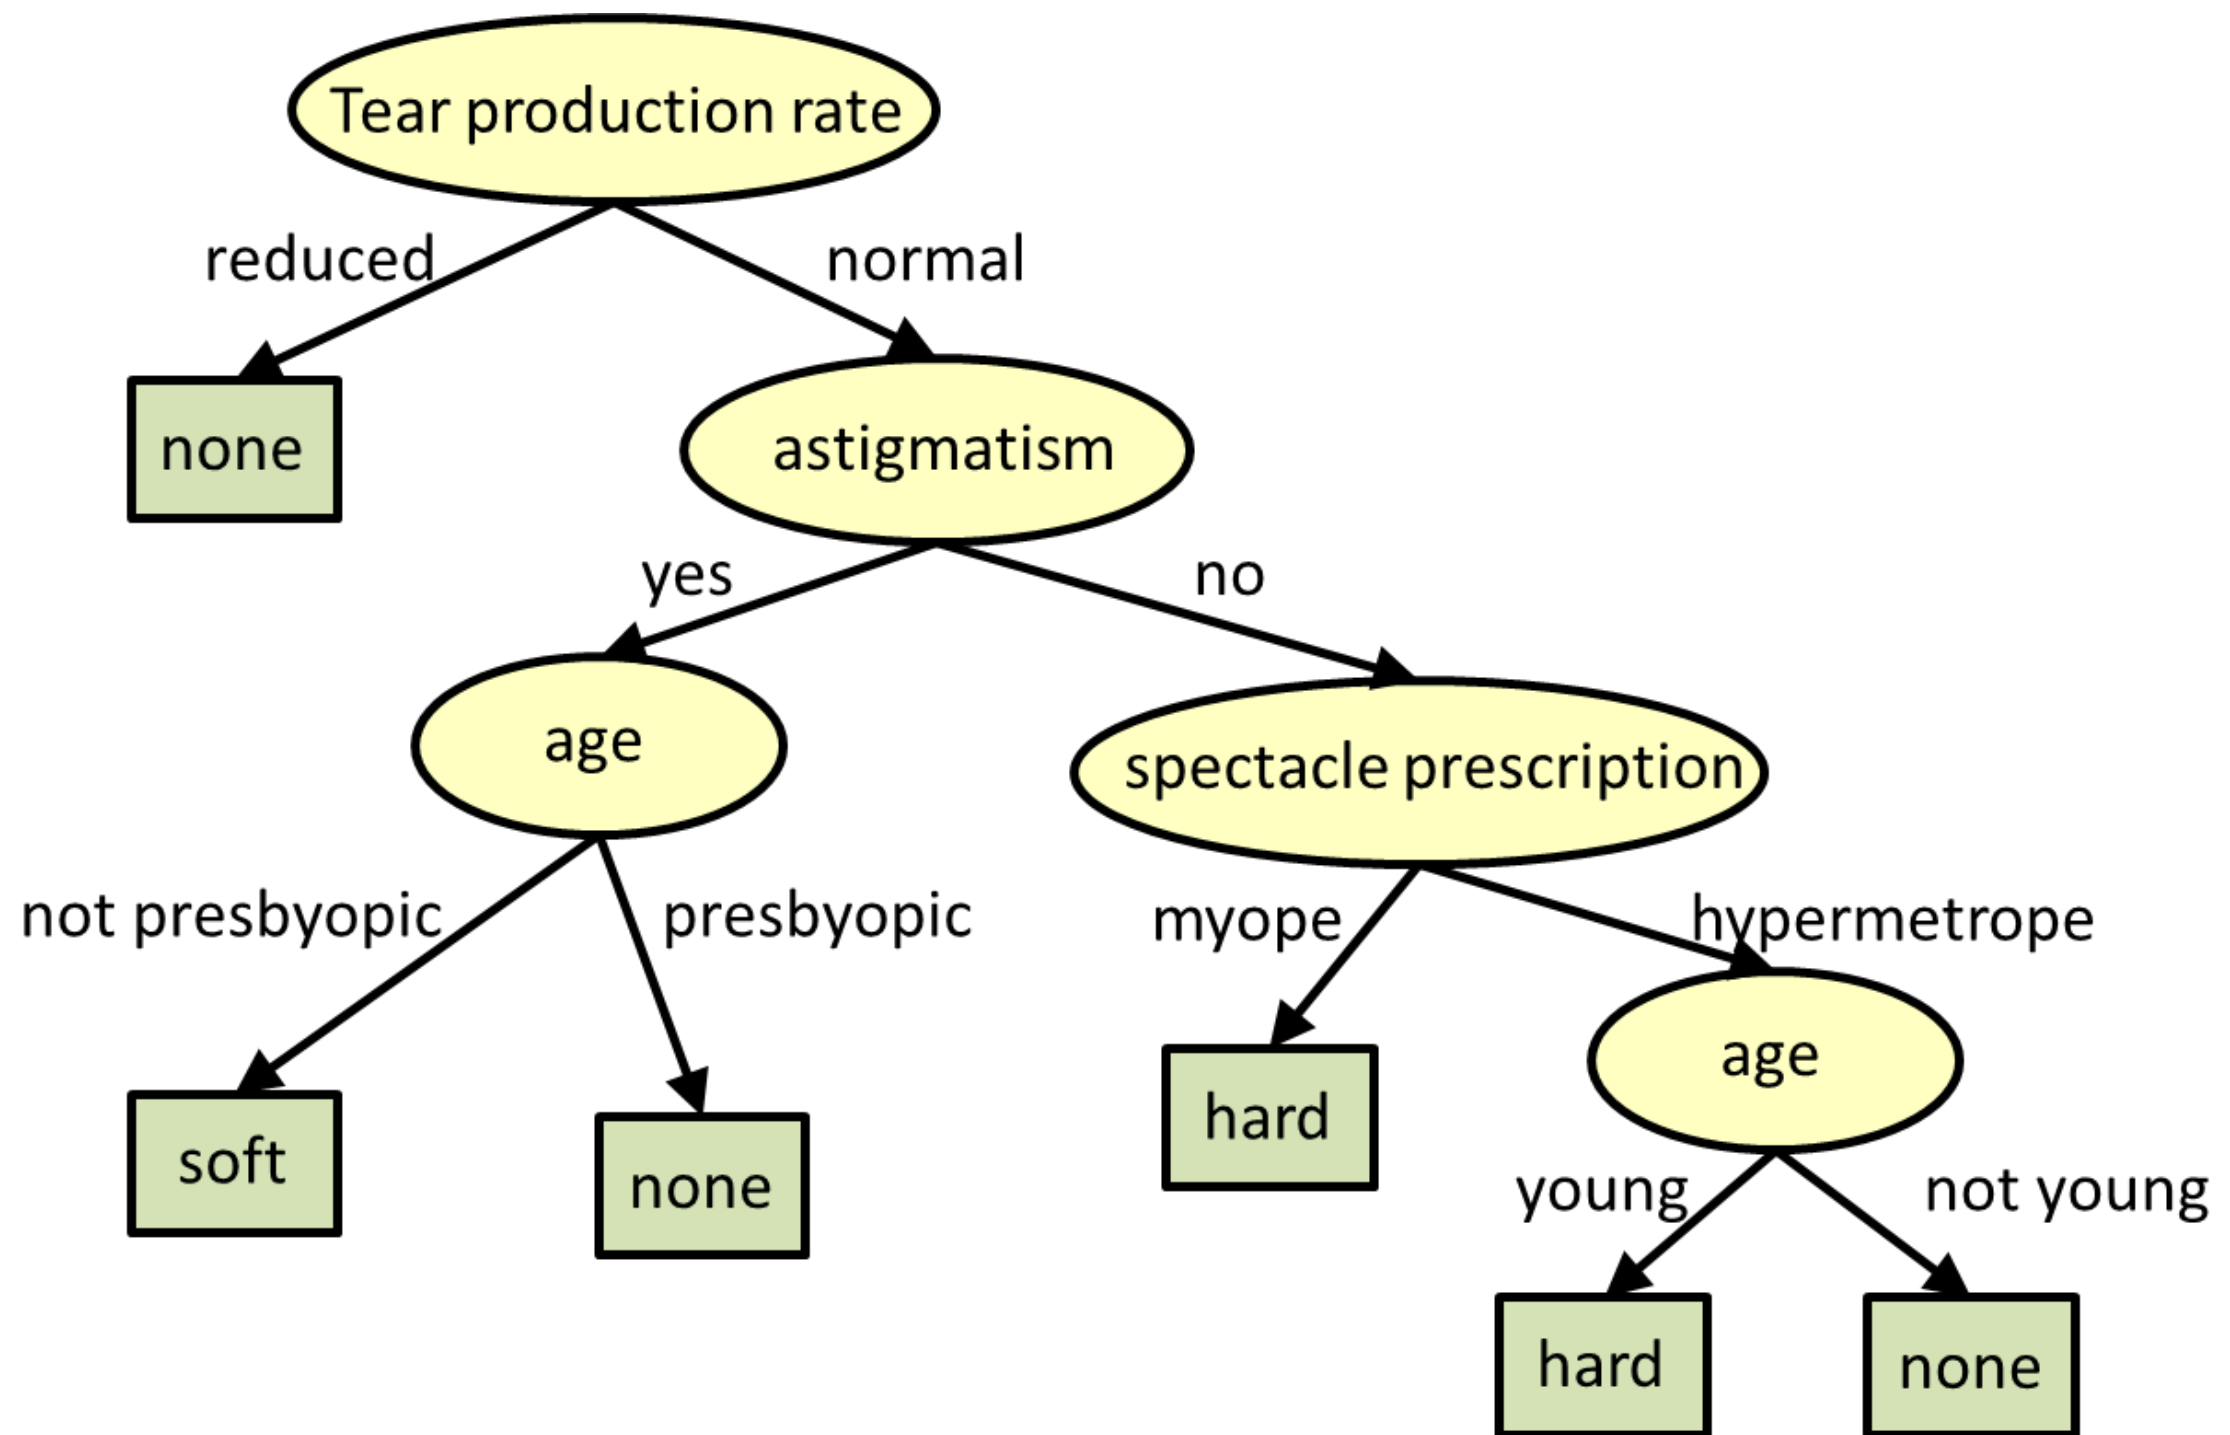 Tear production rate
reduced
normal
none
astigmatism
yes
no
age
spectacle prescription
not presbyopic
presbyopic
myope
hypermetrope
soft
none
hard
age
young
not young
hard
none